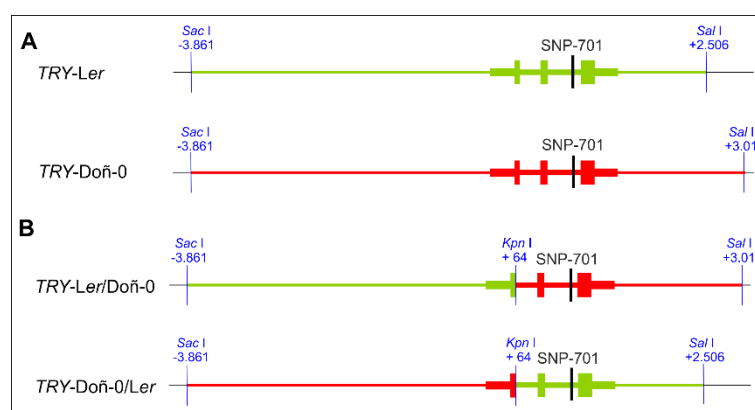 A
Sac I
-3.861
SNP-701
Sal I
+2.506
TRY-Ler
Sac I
-3.861
SNP-701
Sal I
+3.01
TRY-Doñ-0
B
Sac I
-3.861
Kpn I
+ 64
SNP-701
Sal I
+3.01
TRY-Ler/Doñ-0
Sac I
-3.861
Kpn I
+ 64
SNP-701
Sal I
+2.506
TRY-Doñ-0/Ler